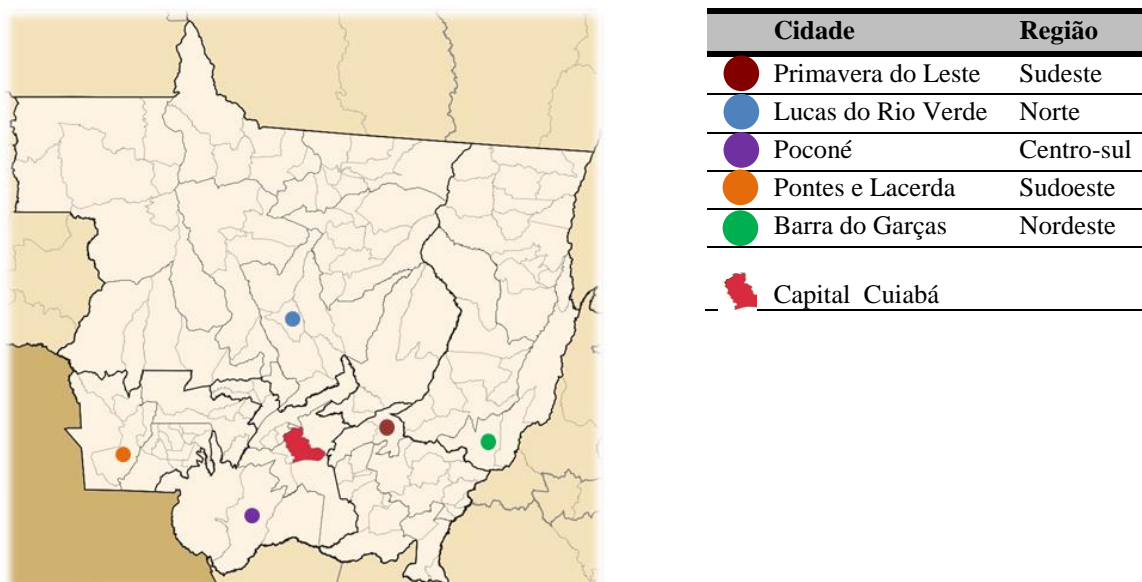 Cidade Região
Primavera do Leste Sudeste
Lucas do Rio Verde Norte
Poconé Centro-sul
Pontes e Lacerda Sudoeste
Barra do Garças Nordeste
Capital Cuiabá